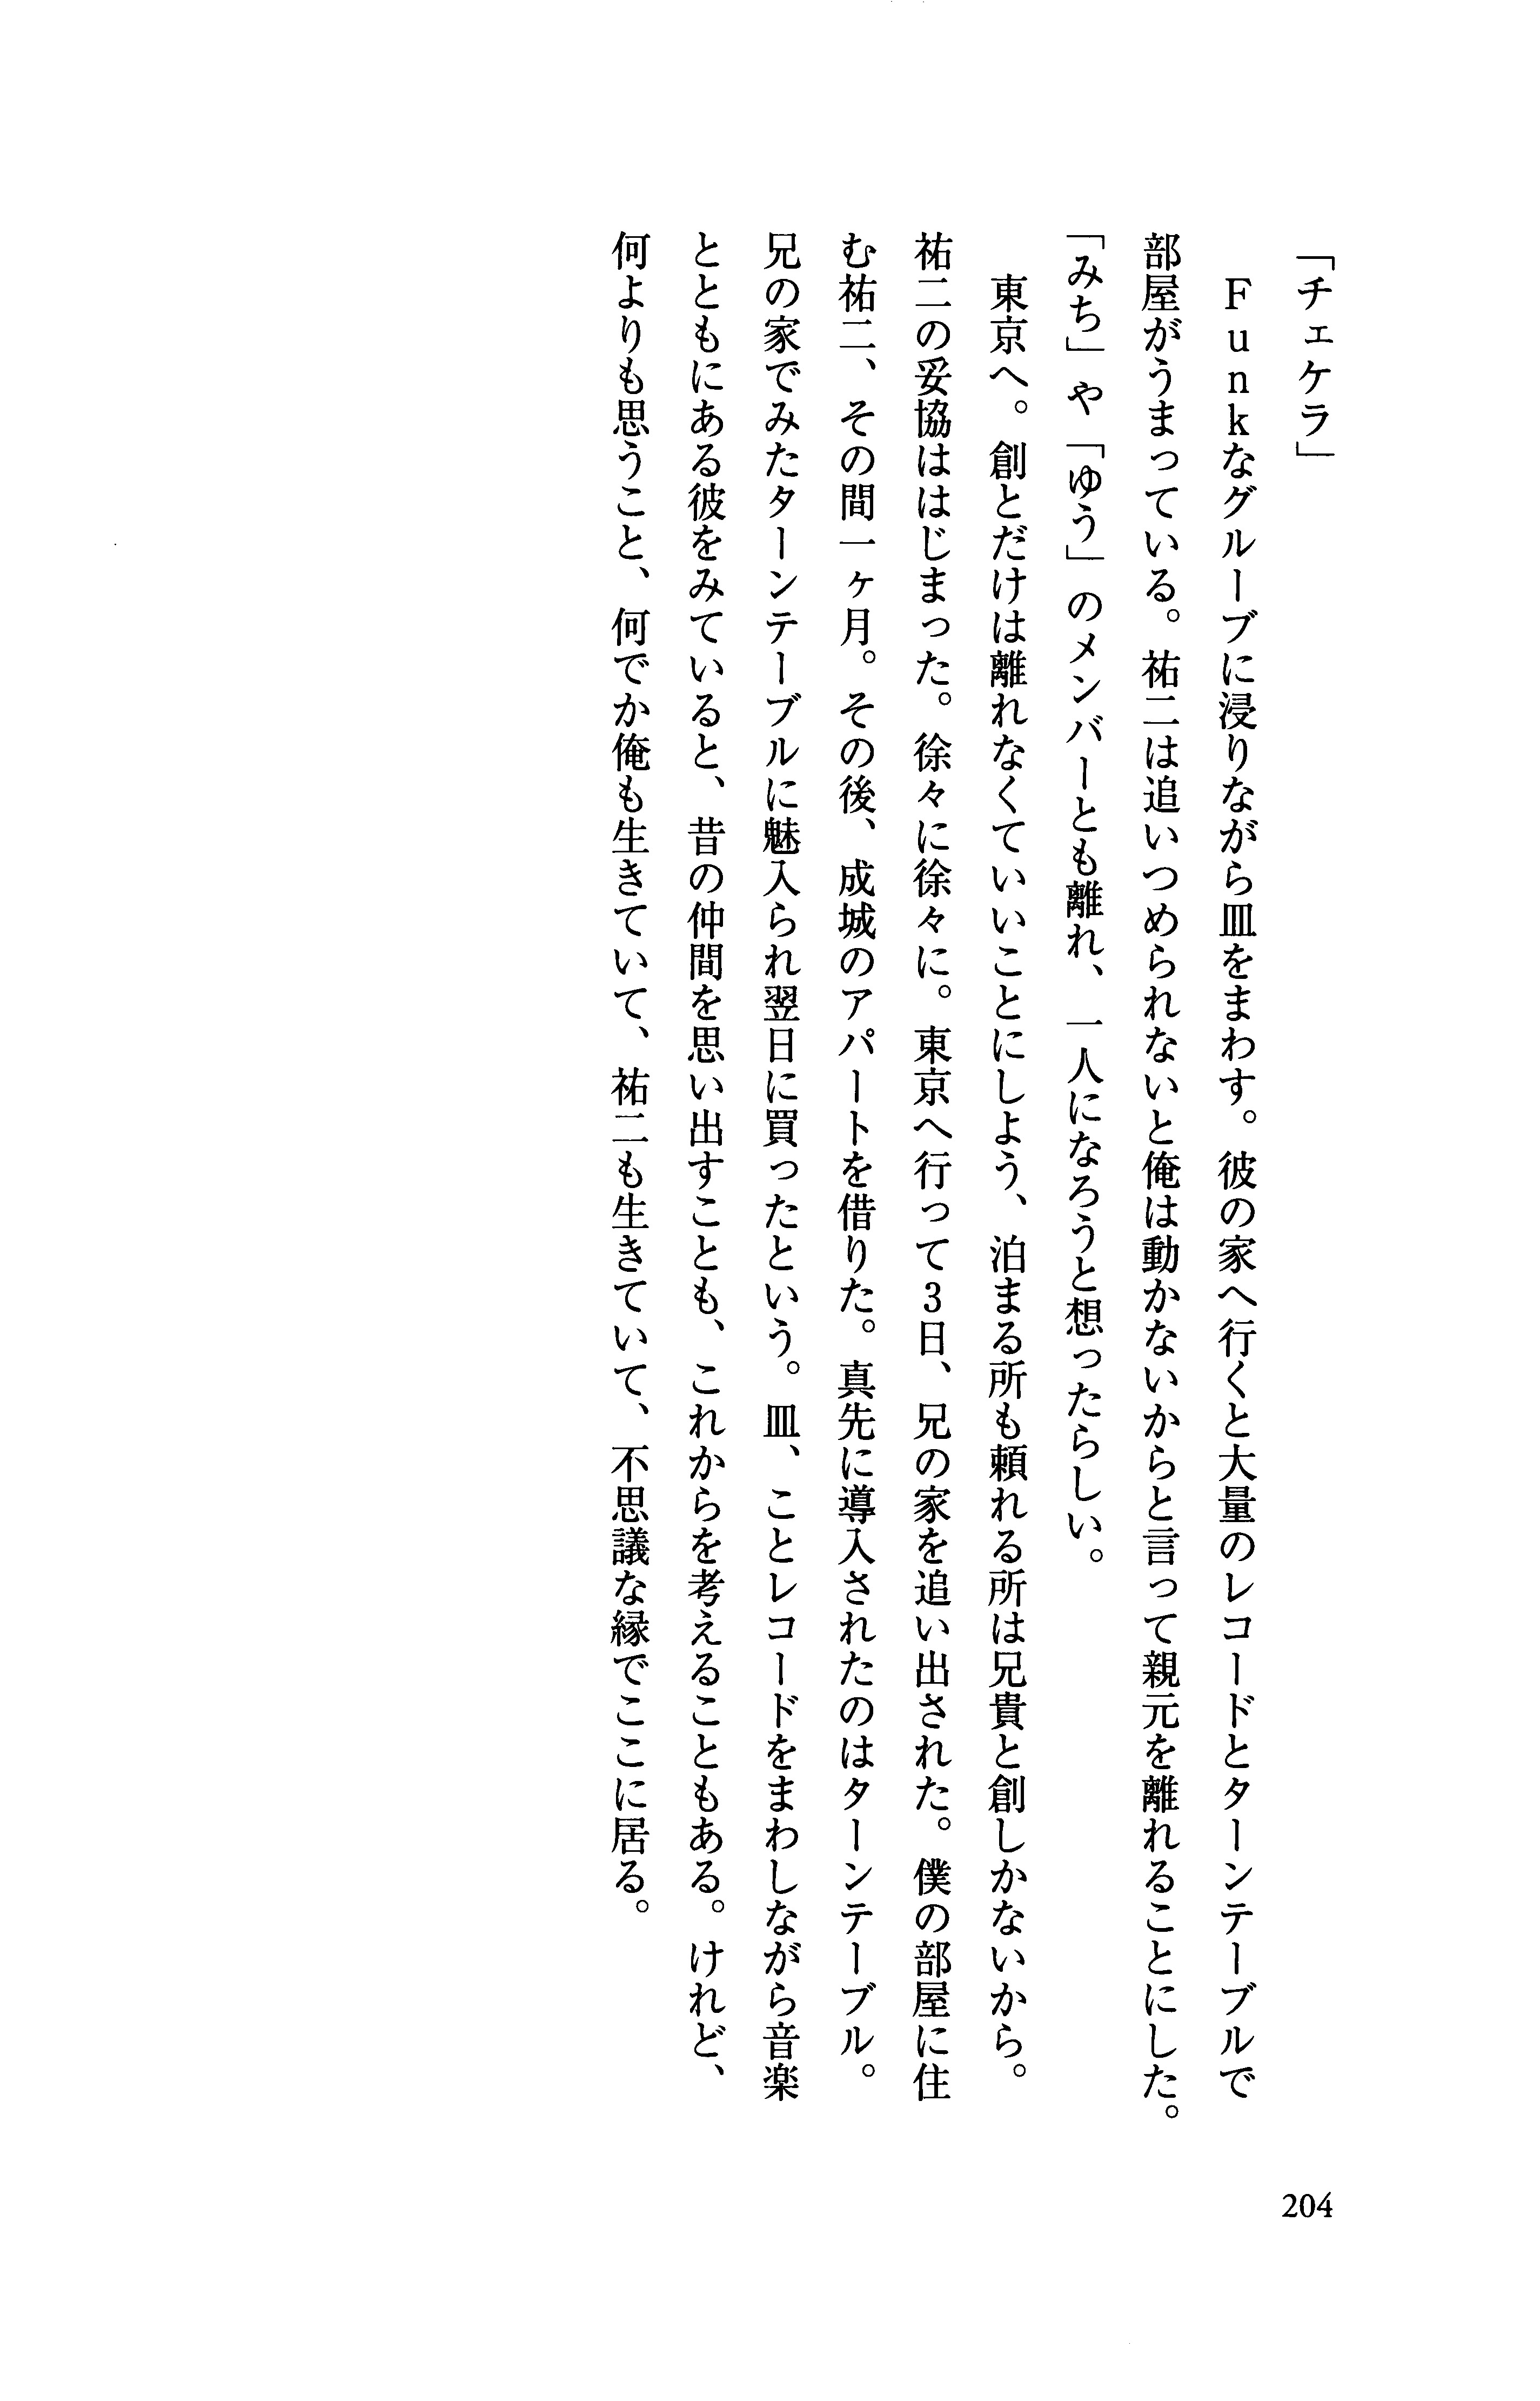 「チェケラ」
Ｆｕｎｋなグルーブに浸りながら皿をまわす。彼の家へ行くと大量のレコードとターンテーブルで
部屋がうまっている。祐二は追いつめられないと俺は動かないからと言って親元を離れることにした。
「みち」や「ゆう」のメンバーとも離れ、一人になろうと想ったらしい。
東京へ。創とだけは離れなくていいことにしよう、泊まる所も頼れる所は兄貴と創しかないから。
祐二の妥協ははじまった。徐々に徐々に。東京へ行って3日、兄の家を追い出された。僕の部屋に住
む祐二、その間一ヶ月。その後、成城のアパートを借りた。真先に導入されたのはターンテーブル。
兄の家でみたターンテーブルに魅入られ翌日に買ったという。皿、ことレコードをまわしながら音楽
とともにある彼をみていると、昔の仲間を思い出すことも、これからを考えることもある。けれど、
何よりも思うこと、何でか俺も生きていて、祐二も生きていて、不思議な縁でここに居る。
204